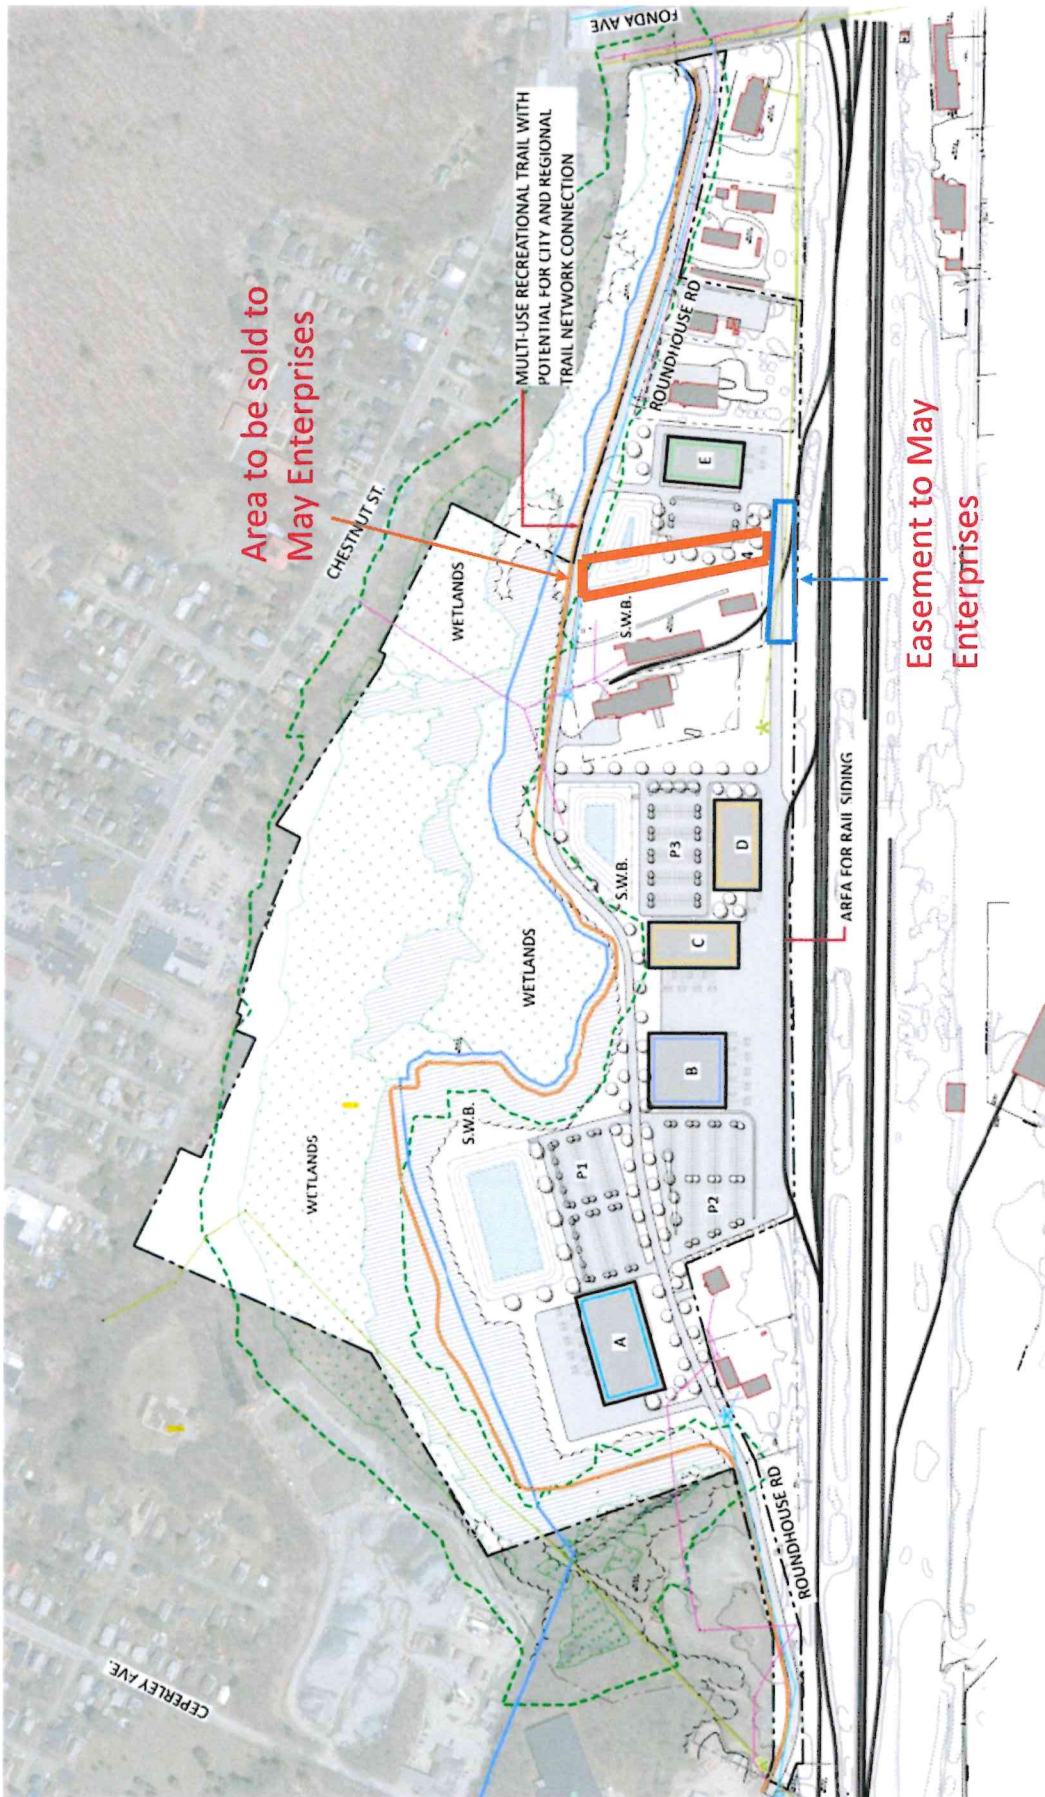 FONDA AVE
MULTI-USE RECREATIONAL TRAIL WITH
POTENTIAL FOR CITY AND REGIONAL
TRAIL NETWORK CONNECTION
Area to be sold to
May Enterprises
CHESTNUT ST.
ROUNDHOUSE RD
WETLANDS
E
4
S.W.B.
Easement to May
Enterprises
WETLANDS
S.W.B.
P3
D
C
AREA FOR RAIL SIDING
B
WETLANDS
S.W.B.
P1
P2
A
ROUNDHOUSE RD
CEPERLEY AVE.